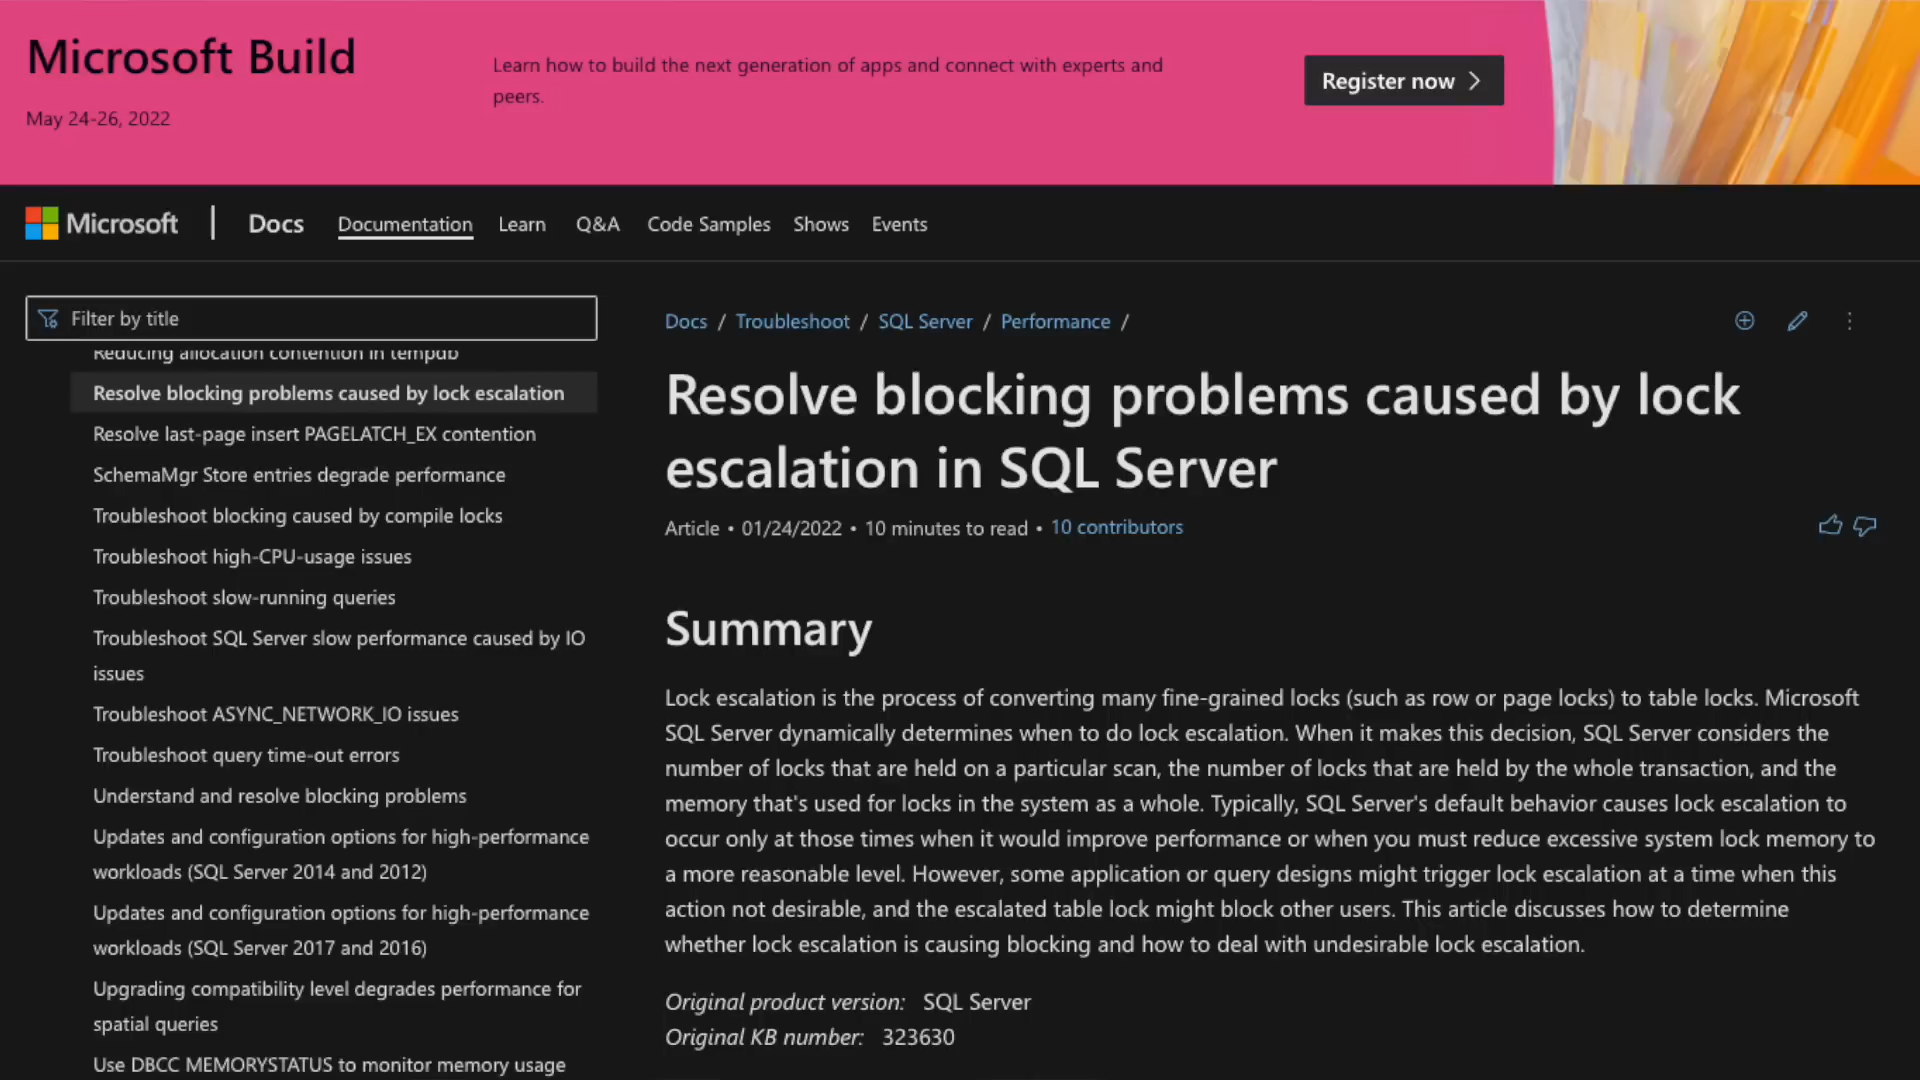 Microsoft Build
May 24-26, 2022
Learn how to build the next generation of apps and connect with experts and
peers.
Register now
Microsoft
Docs
Documentation
Learn
Q&A
Code Samples
Shows
Events
Filter by title
Reducing allocation contention in tempdb
Resolve blocking problems caused by lock escalation
Resolve last-page insert PAGELATCH_EX contention
SchemaMgr Store entries degrade performance
Troubleshoot blocking caused by compile locks
Troubleshoot high-CPU-usage issues
Troubleshoot slow-running queries
Troubleshoot SQL Server slow performance caused by IO
issues
Troubleshoot ASYNC_NETWORK_IO issues
Troubleshoot query time-out errors
Understand and resolve blocking problems
Updates and configuration options for high-performance
workloads (SQL Server 2014 and 2012)
Updates and configuration options for high-performance
workloads (SQL Server 2017 and 2016)
Upgrading compatibility level degrades performance for
spatial queries
Use DBCC MEMORYSTATUS to monitor memory usage
Docs / Troubleshoot / SQL Server / Performance /
Resolve blocking problems caused by lock
escalation in SQL Server
Article • 01/24/2022 • 10 minutes to read • 10 contributors
Summary
Lock escalation is the process of converting many fine-grained locks (such as row or page locks) to table locks. Microsoft
SQL Server dynamically determines when to do lock escalation. When it makes this decision, SQL Server considers the
number of locks that are held on a particular scan, the number of locks that are held by the whole transaction, and the
memory that's used for locks in the system as a whole. Typically, SQL Server's default behavior causes lock escalation to
occur only at those times when it would improve performance or when you must reduce excessive system lock memory to
a more reasonable level. However, some application or query designs might trigger lock escalation at a time when this
action not desirable, and the escalated table lock might block other users. This article discusses how to determine
whether lock escalation is causing blocking and how to deal with undesirable lock escalation.
Original product version: SQL Server
Original KB number: 323630